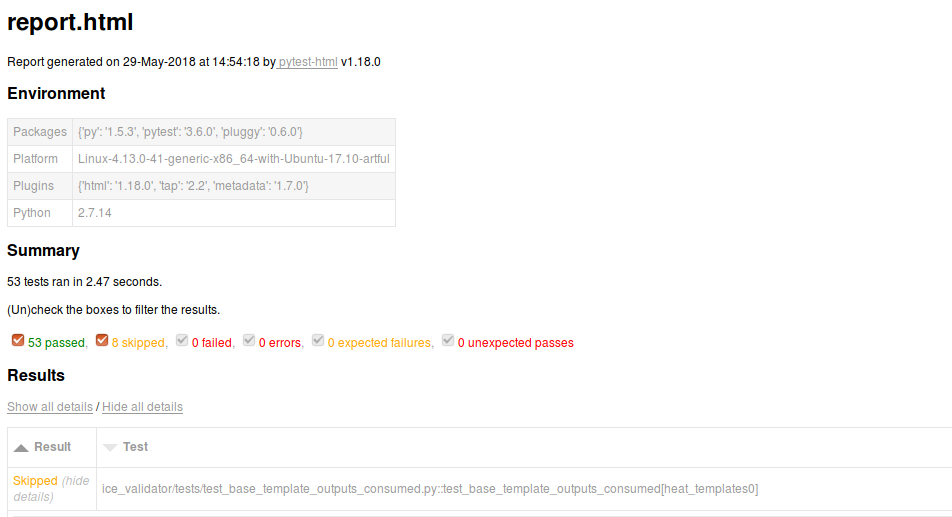 report.html
Report generated on 29-May-2018 at 14:54:18 by pytest-html v1.18.0
Environment
Packages {'py': '1.5.3', 'pytest': '3.6.0', 'pluggy': '0.6.0'}
Platform Linux-4.13.0-41-generic-x86_64-with-Ubuntu-17.10-artful
Plugins {'html': '1.18.0', 'tap': '2.2', 'metadata': '1.7.0'}
Python 2.7.14
Summary
53 tests ran in 2.47 seconds.
(Un)check the boxes to filter the results.
53 passed, 8 skipped, 0 failed, 0 errors, 0 expected failures, 0 unexpected passes
Results
Show all details / Hide all details
Result Test
Skipped (hide
details)
ice_validator/tests/test_base_template_outputs_consumed.py::test_base_template_outputs_consumed[heat_templates0]